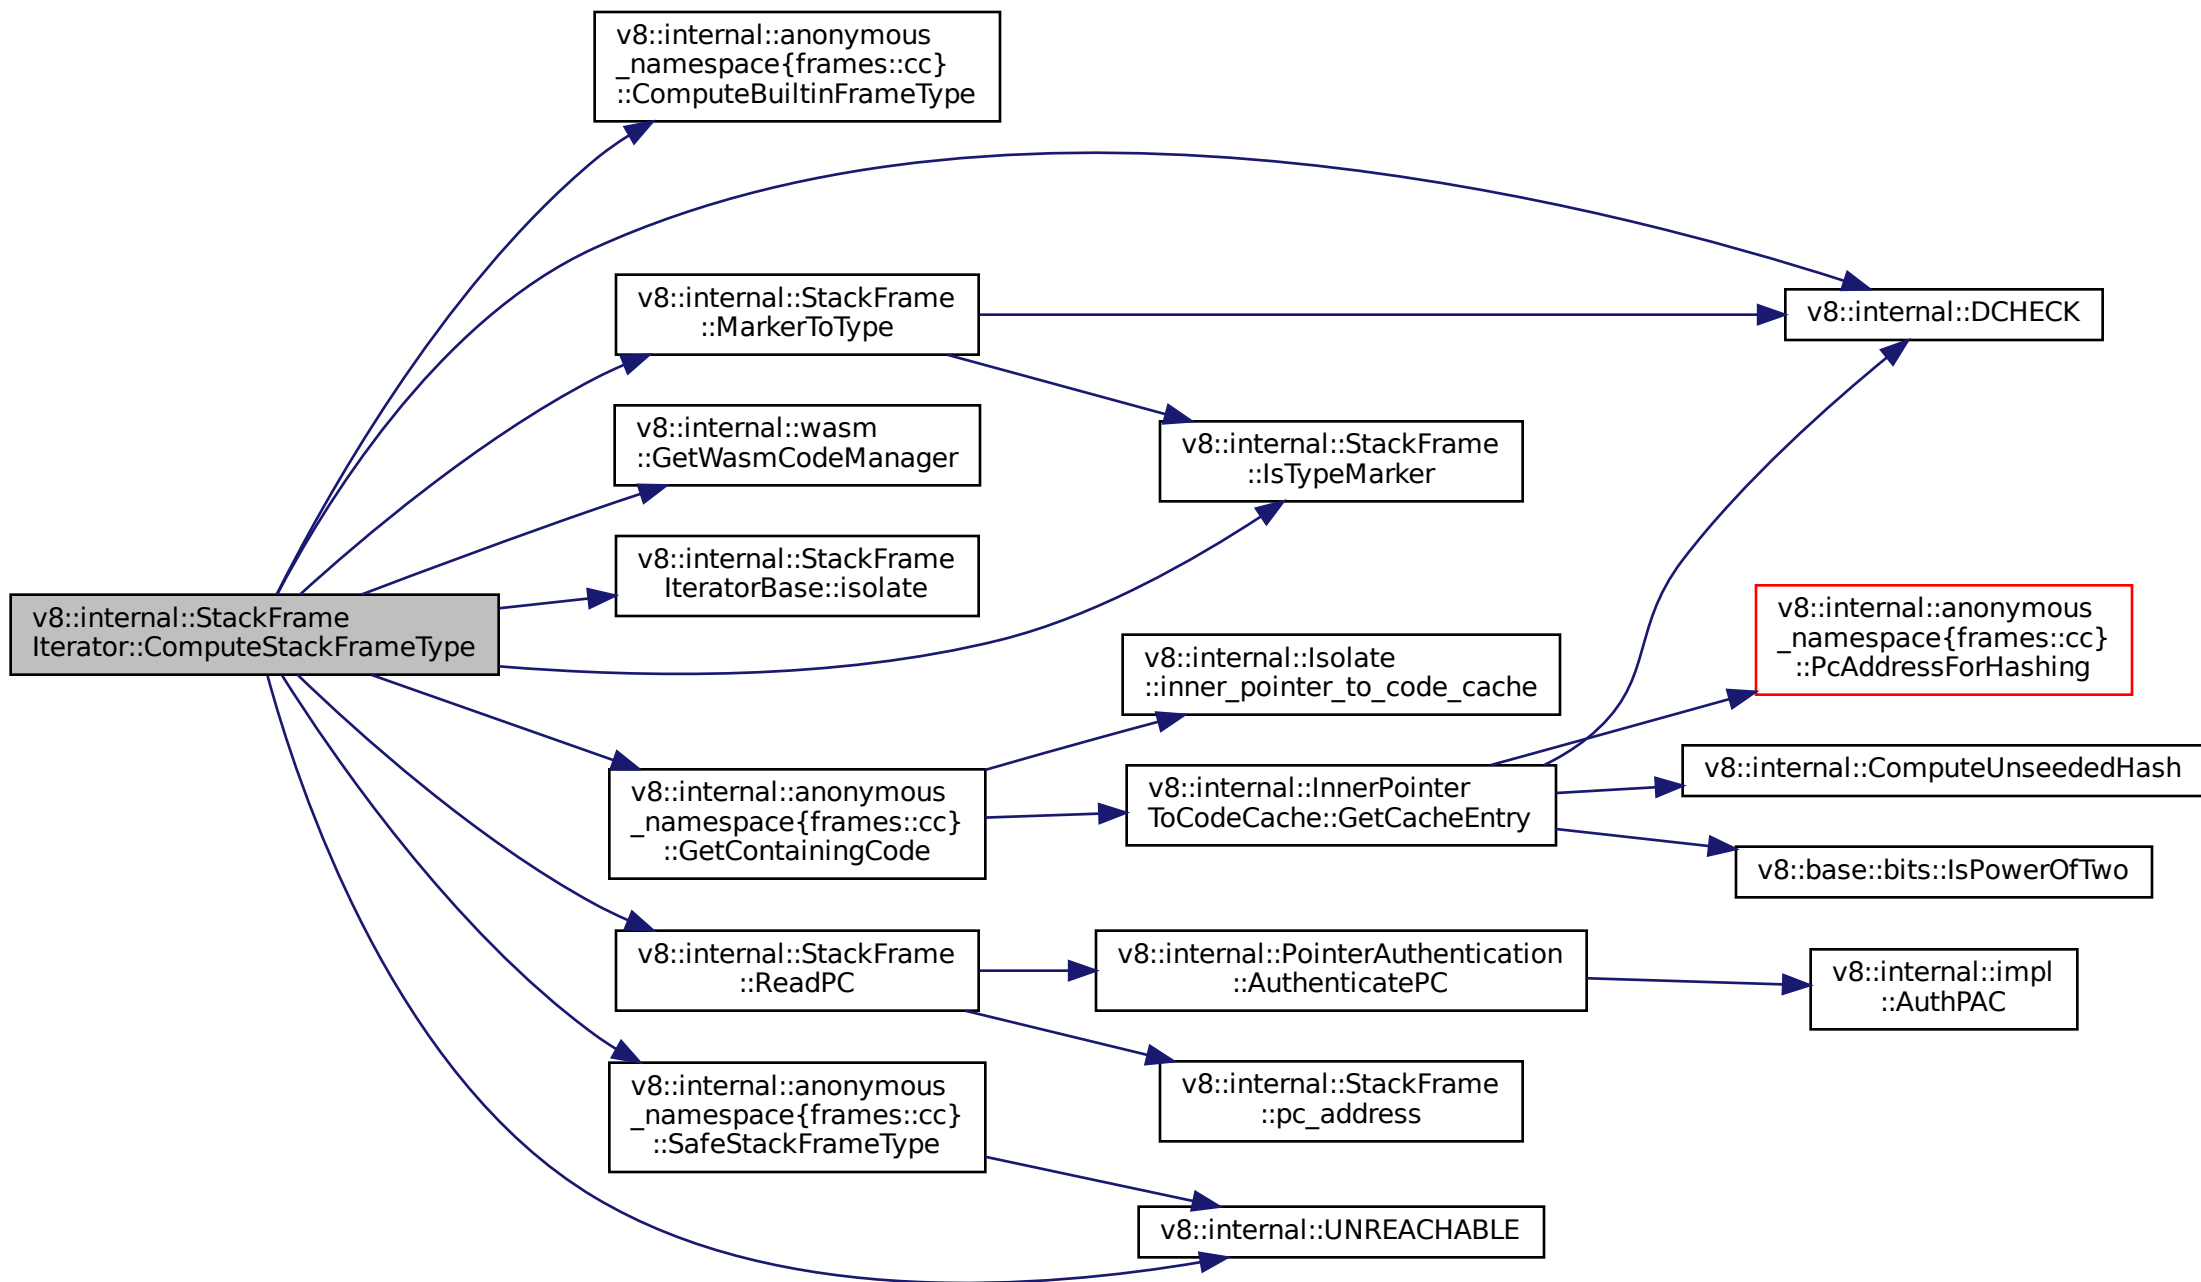 v8::internal::anonymous
_namespace{frames::cc}
::ComputeBuiltinFrameType
v8::internal::StackFrame
::MarkerToType
v8::internal::DCHECK
v8::internal::wasm
::GetWasmCodeManager
v8::internal::StackFrame
::IsTypeMarker
v8::internal::StackFrame
IteratorBase::isolate
v8::internal::StackFrame
Iterator::ComputeStackFrameType
v8::internal::anonymous
_namespace{frames::cc}
::PcAddressForHashing
v8::internal::Isolate
::inner_pointer_to_code_cache
v8::internal::ComputeUnseededHash
v8::internal::anonymous
_namespace{frames::cc}
::GetContainingCode
v8::internal::InnerPointer
ToCodeCache::GetCacheEntry
v8::base::bits::IsPowerOfTwo
v8::internal::StackFrame
::ReadPC
v8::internal::PointerAuthentication
::AuthenticatePC
v8::internal::impl
::AuthPAC
v8::internal::anonymous
_namespace{frames::cc}
::SafeStackFrameType
v8::internal::StackFrame
::pc_address
v8::internal::UNREACHABLE